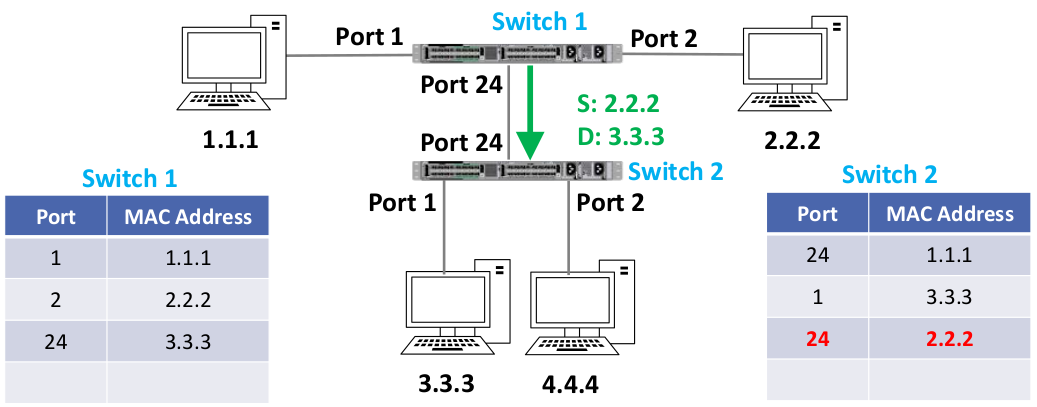 Switch 1
Port 1
Port 2
Port 24
S: 2.2.2
D: 3.3.3
1.1.1
2.2.2
Port 24
Switch 2
Port 1
Port 2
3.3.3
4.4.4
Switch 1
Port MAC Address
1 1.1.1
2 2.2.2
24 3.3.3
Switch 2
Port MAC Address
24 1.1.1
1 3.3.3
24 2.2.2